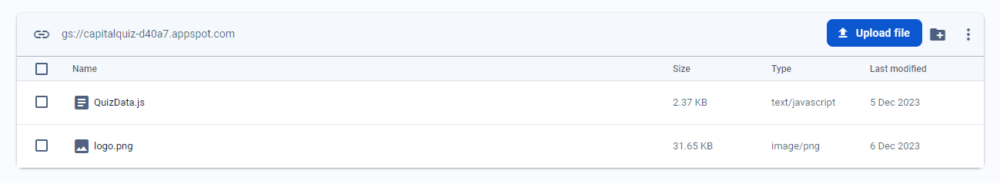 gs://capitalquiz-d40a7.appspot.com
Upload file
Name Size Type Last modified
QuizData.js 2.37 KB text/javascript 5 Dec 2023
logo.png 31.65 KB image/png 6 Dec 2023